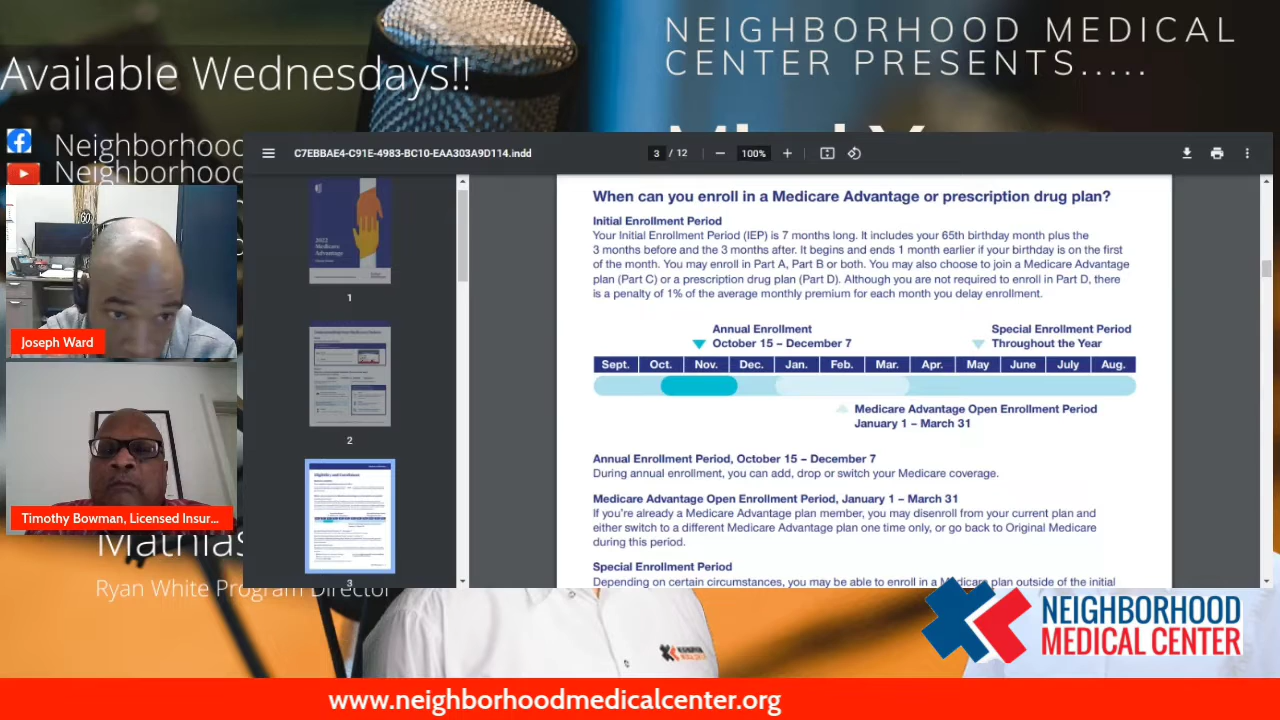 NEIGHBORHOOD MEDICAL
CENTER PRESENTS.....
Available Wednesdays!!
Neighborhood
Neighborhood
C7EBBAE4-C91E-4983-BC10-EAA303A9D114.indd
3 / 12
100%
2022
Medicare
Advantage
1
2
3
When can you enroll in a Medicare Advantage or prescription drug plan?
Initial Enrollment Period
Your Initial Enrollment Period (IEP) is 7 months long. It includes your 65th birthday month plus the
3 months before and the 3 months after. It begins and ends 1 month earlier if your birthday is on the first
of the month. You may enroll in Part A, Part B or both. You may also choose to join a Medicare Advantage
plan (Part C) or a prescription drug plan (Part D). Although you are not required to enroll in Part D, there
is a penalty of 1% of the average monthly premium for each month you delay enrollment.
Annual Enrollment
October 15 – December 7
Special Enrollment Period
Throughout the Year
Sept. Oct. Nov. Dec. Jan. Feb. Mar. Apr. May June July Aug.
Medicare Advantage Open Enrollment Period
January 1 – March 31
Annual Enrollment Period, October 15 – December 7
During annual enrollment, you can add, drop or switch your Medicare coverage.
Medicare Advantage Open Enrollment Period, January 1 – March 31
If you're already a Medicare Advantage plan member, you may disenroll from your current plan and
either switch to a different Medicare Advantage plan one time only, or go back to Original Medicare
during this period.
Special Enrollment Period
Depending on certain circumstances, you may be able to enroll in a Medicare plan outside of the initial
60
Joseph Ward
Timothy Bowman, Licensed Insur...
Mathias
Ryan White Program Director
NEIGHBORHOOD
MEDICAL CENTER
www.neighborhoodmedicalcenter.org